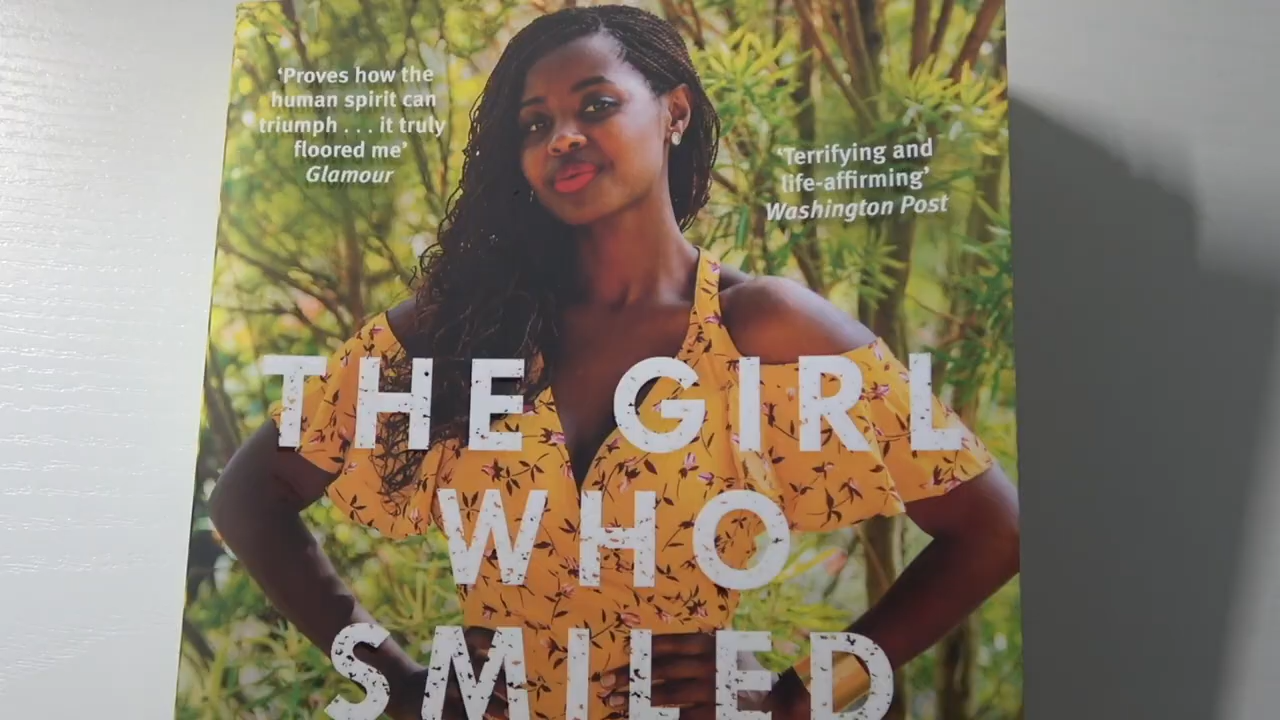 ‘Proves how the
human spirit can
triumph . . . it truly
floored me’
Glamour
‘Terrifying and
life-affirming’
Washington Post
THE GIRL
WHO
SMILED